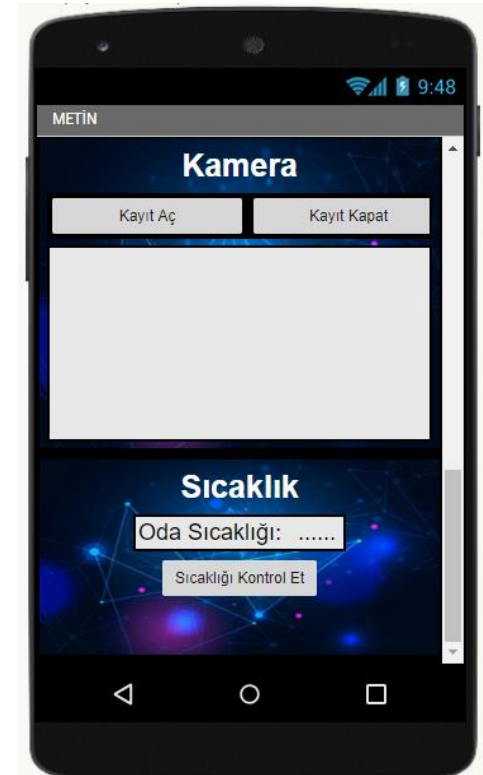 9:48
METİN
Kamera
Kayıt Aç Kayıt Kapat
Sıcaklık
Oda Sıcaklığı: ......
Sıcaklığı Kontrol Et